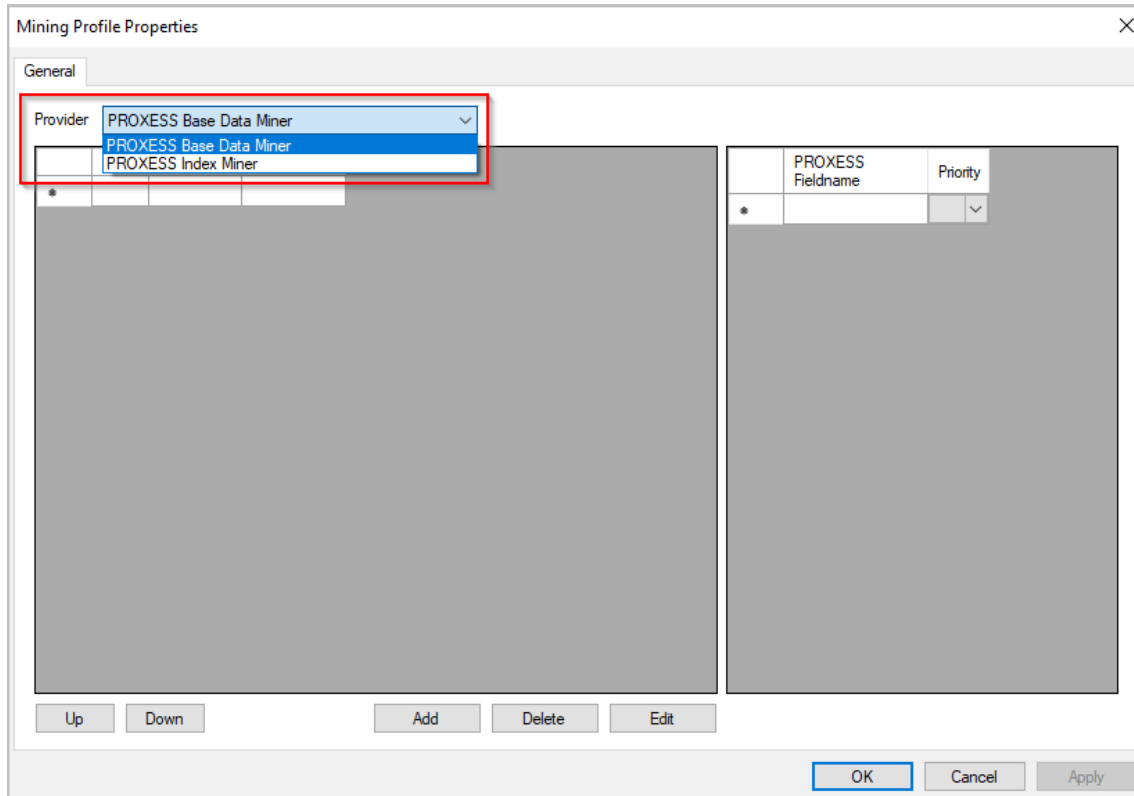 Mining Profile Properties
General
Provider PROXESS Base Data Miner
PROXESS Base Data Miner
PROXESS Index Miner
PROXESS
Fieldname
Priority
Up Down Add Delete Edit
OK Cancel Apply